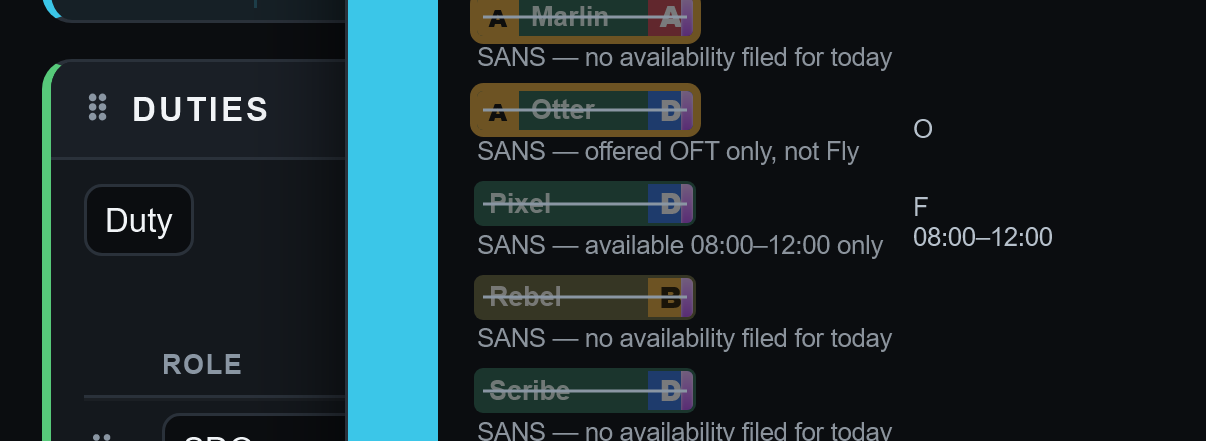 DUTIES
Duty
ROLE
A Marlin A
SANS — no availability filed for today
A Otter D
SANS — offered OFT only, not Fly
O
Pixel D
SANS — available 08:00–12:00 only
F
08:00–12:00
Rebel B
SANS — no availability filed for today
Scribe D
SANS — no availability filed for today